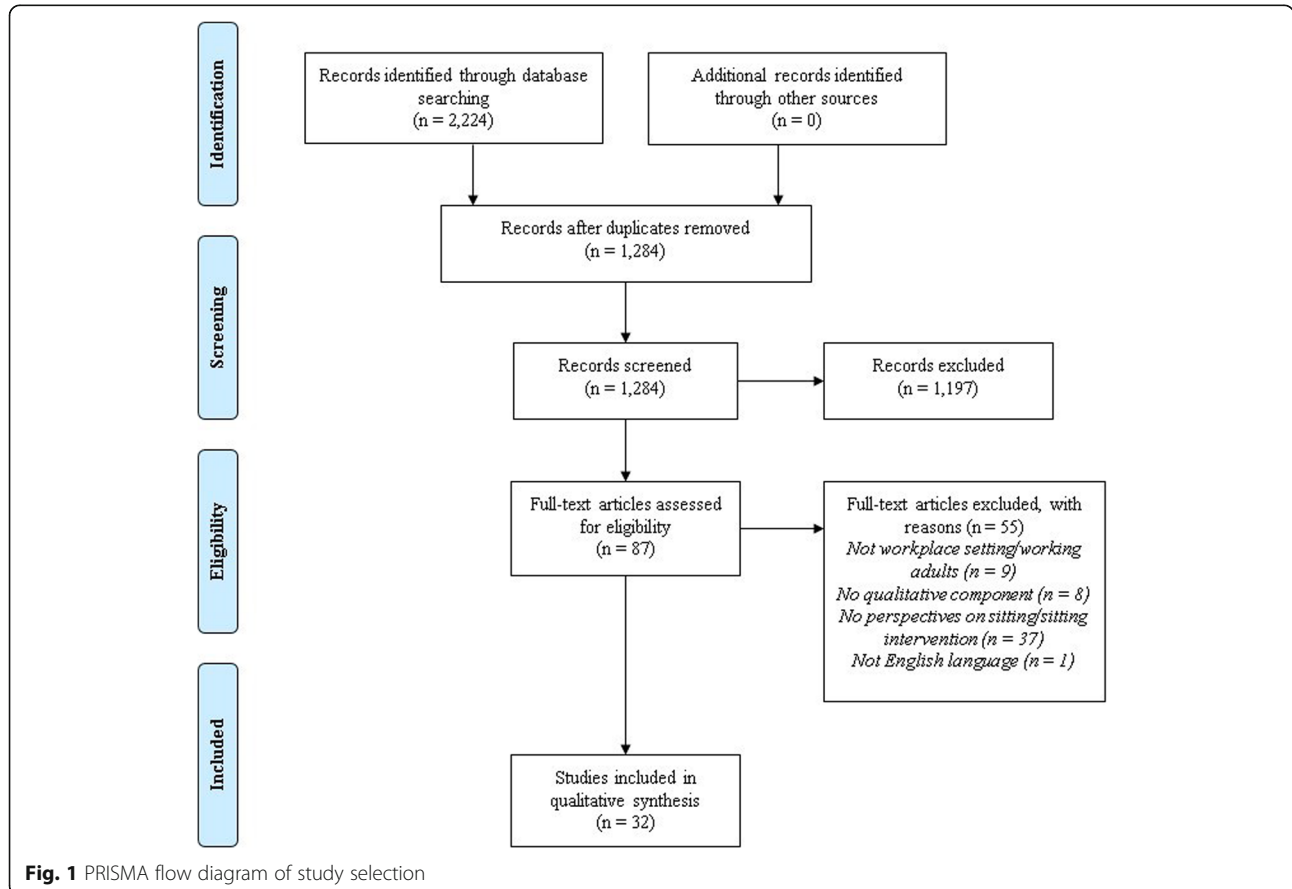 Identification
Records identified through database
searching
(n = 2,224)
Additional records identified
through other sources
(n = 0)
Records after duplicates removed
(n = 1,284)
Screening
Records screened
(n = 1,284)
Records excluded
(n = 1,197)
Eligibility
Full-text articles assessed
for eligibility
(n = 87)
Full-text articles excluded, with
reasons (n = 55)
Not workplace setting/working
adults (n = 9)
No qualitative component (n = 8)
No perspectives on sitting/sitting
intervention (n = 37)
Not English language (n = 1)
Included
Studies included in
qualitative synthesis
(n = 32)
Fig. 1 PRISMA flow diagram of study selection